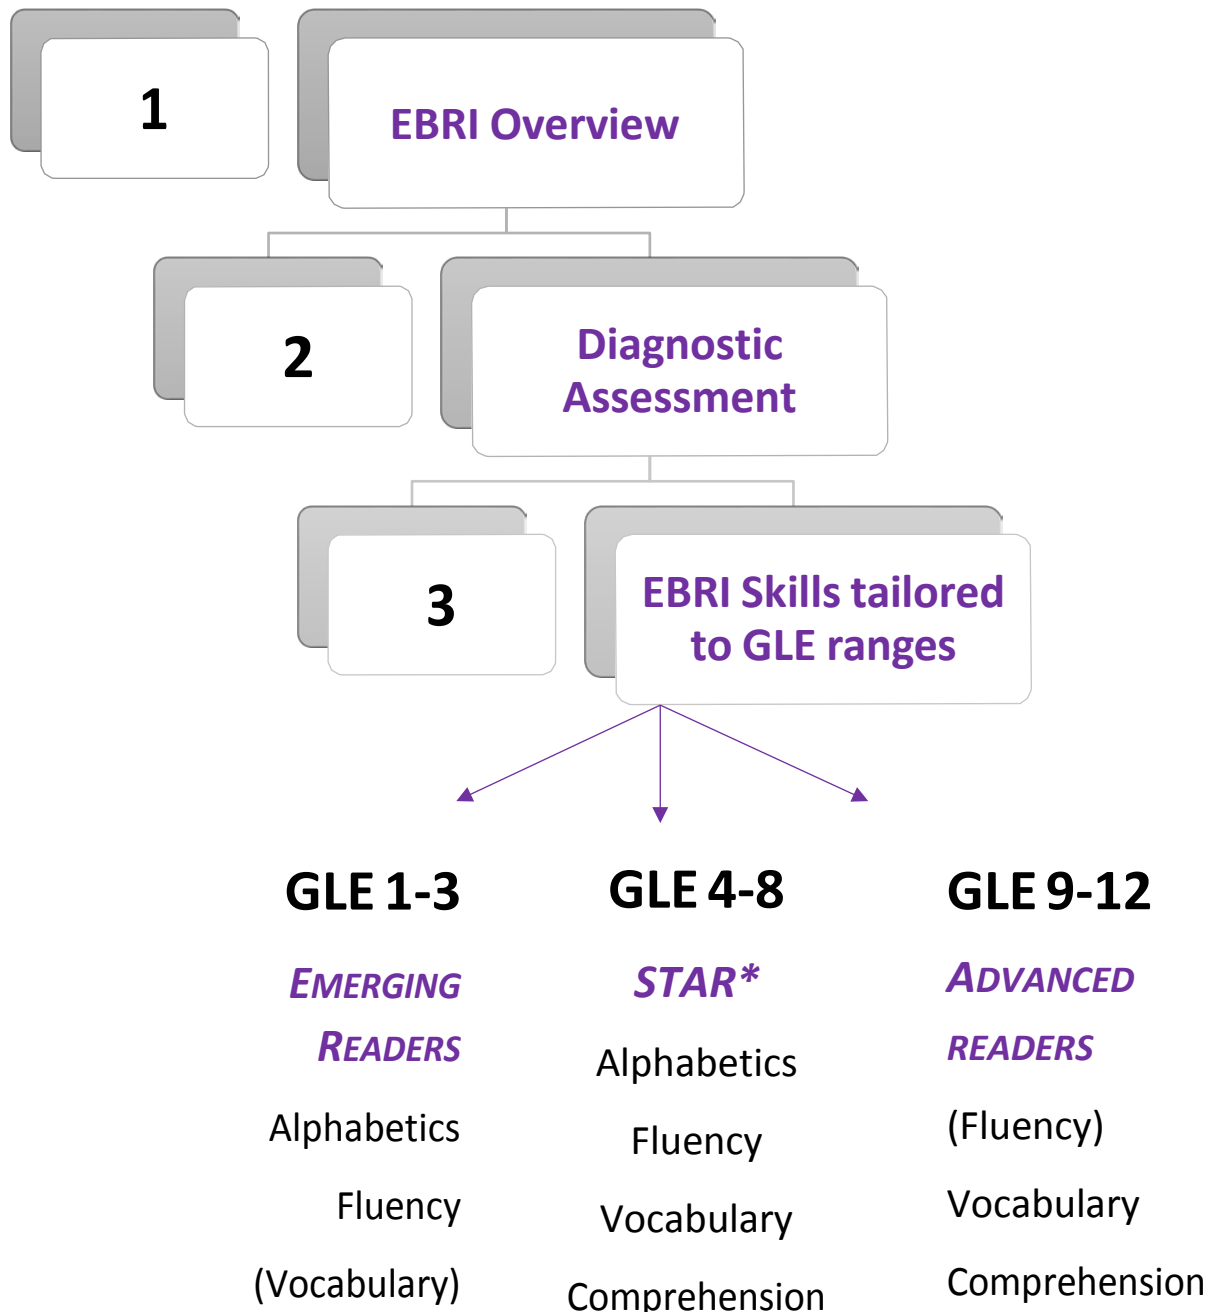 1
EBRI Overview
2
Diagnostic
Assessment
3
EBRI Skills tailored
to GLE ranges
GLE 1-3
EMERGING
READERS
Alphabetics
Fluency
(Vocabulary)
GLE 4-8
STAR*
Alphabetics
Fluency
Vocabulary
Comprehension
GLE 9-12
ADVANCED
READERS
(Fluency)
Vocabulary
Comprehension